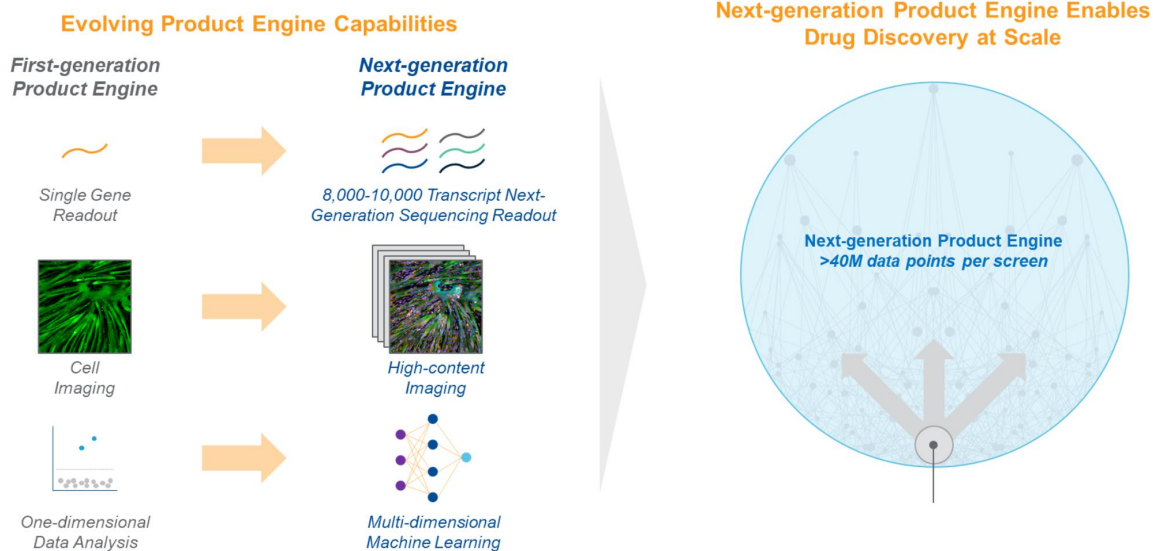 Evolving Product Engine Capabilities
First-generation
Product Engine
Next-generation
Product Engine
Single Gene
Readout
8,000-10,000 Transcript Next-
Generation Sequencing Readout
Cell
Imaging
High-content
Imaging
One-dimensional
Data Analysis
Multi-dimensional
Machine Learning
Next-generation Product Engine Enables
Drug Discovery at Scale
Next-generation Product Engine
>40M data points per screen